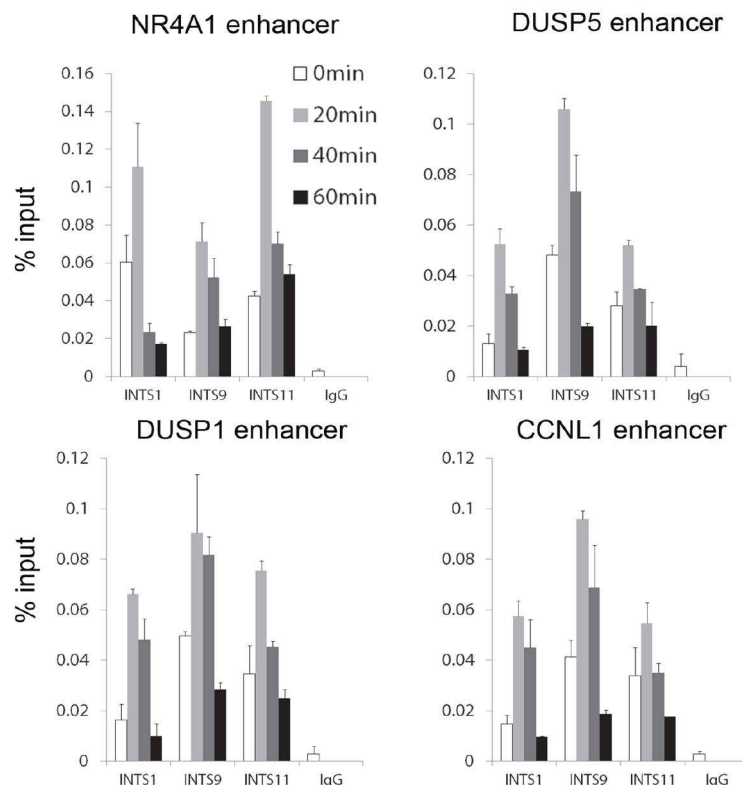 NR4A1 enhancer
DUSP5 enhancer
% input
0.16
0.14
0.12
0.1
0.08
0.06
0.04
0.02
0
0min
20min
40min
60min
INTS1 INTS9 INTS11 IgG
0.12
0.1
0.08
0.06
0.04
0.02
0
INTS1 INTS9 INTS11 IgG
DUSP1 enhancer
CCNL1 enhancer
% input
0.12
0.1
0.08
0.06
0.04
0.02
0
INTS1 INTS9 INTS11 IgG
0.12
0.1
0.08
0.06
0.04
0.02
0
INTS1 INTS9 INTS11 IgG